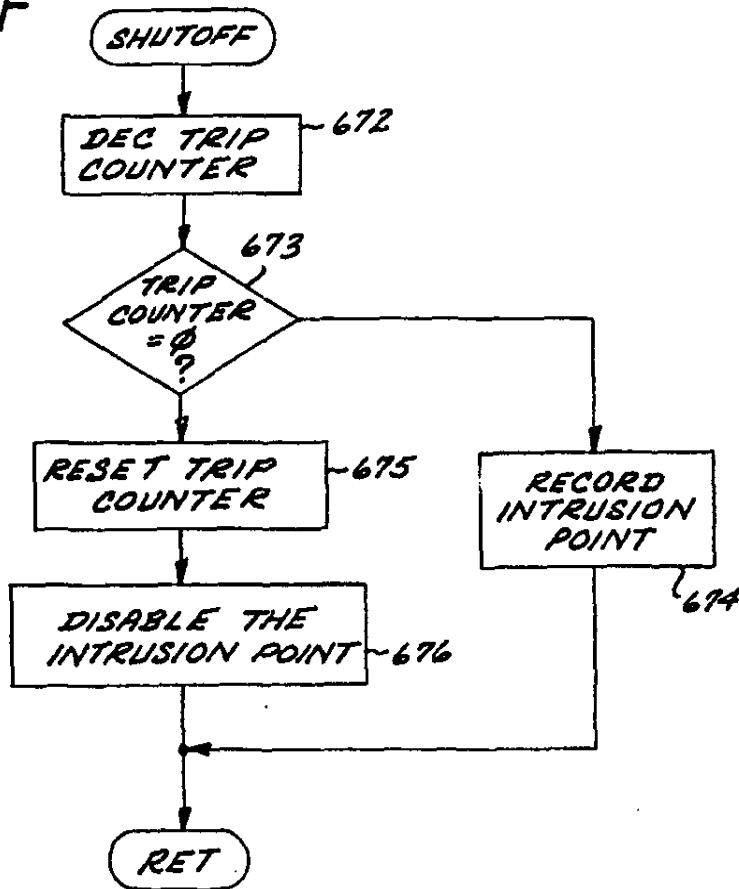 SHUTOFF
DEC TRIP
COUNTER
672
673
TRIP
COUNTER
= φ
?
RESET TRIP
COUNTER
675
RECORD
INTRUSION
POINT
674
DISABLE THE
INTRUSION POINT
676
RET